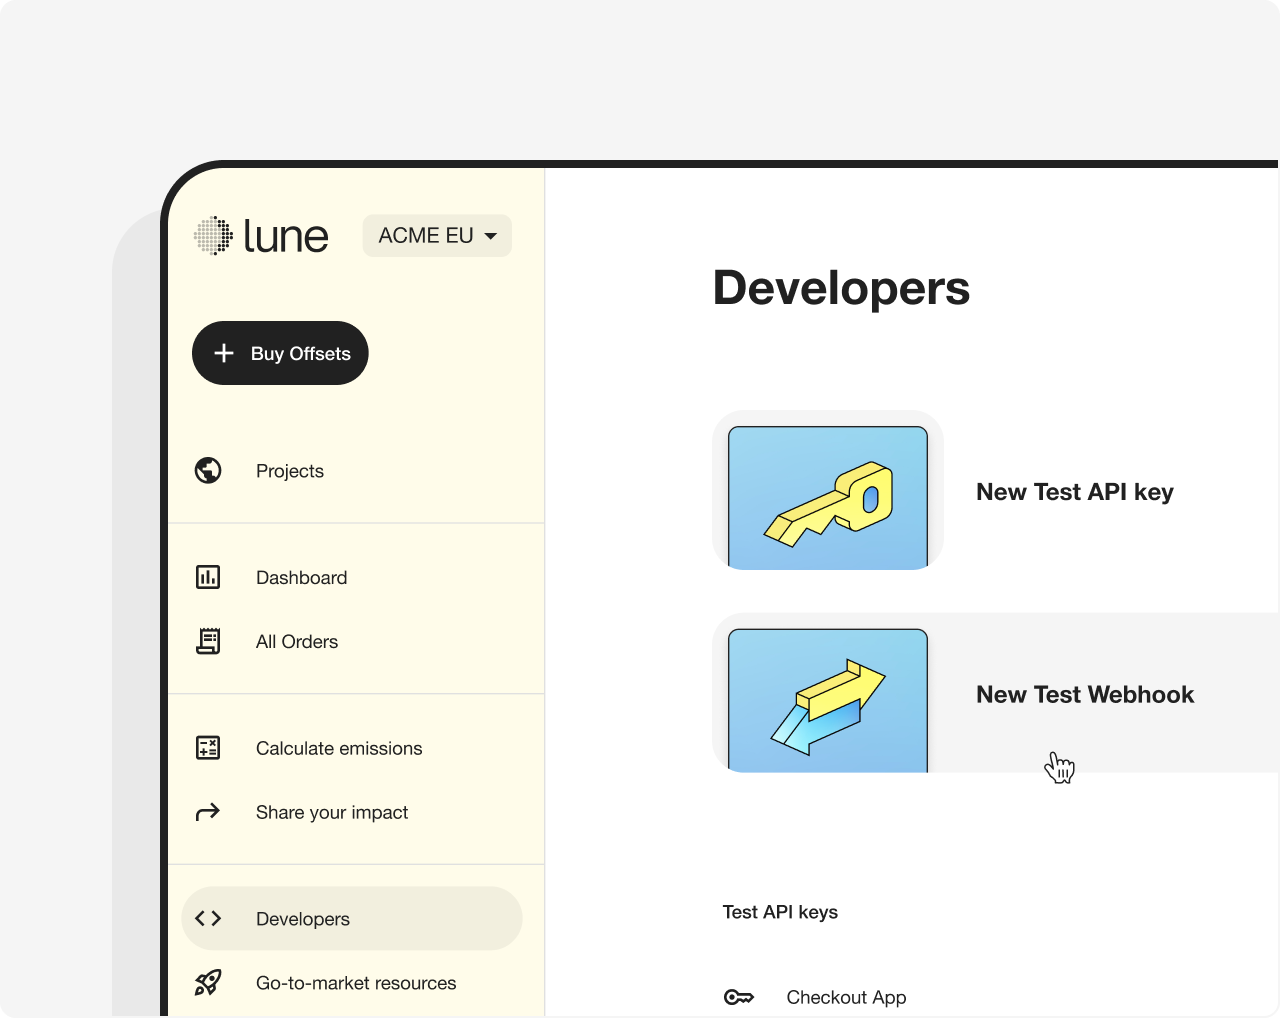 lune
ACME EU
Buy Offsets
Projects
Dashboard
All Orders
Calculate emissions
Share your impact
Developers
Go-to-market resources
Developers
New Test API key
New Test Webhook
Test API keys
Checkout App